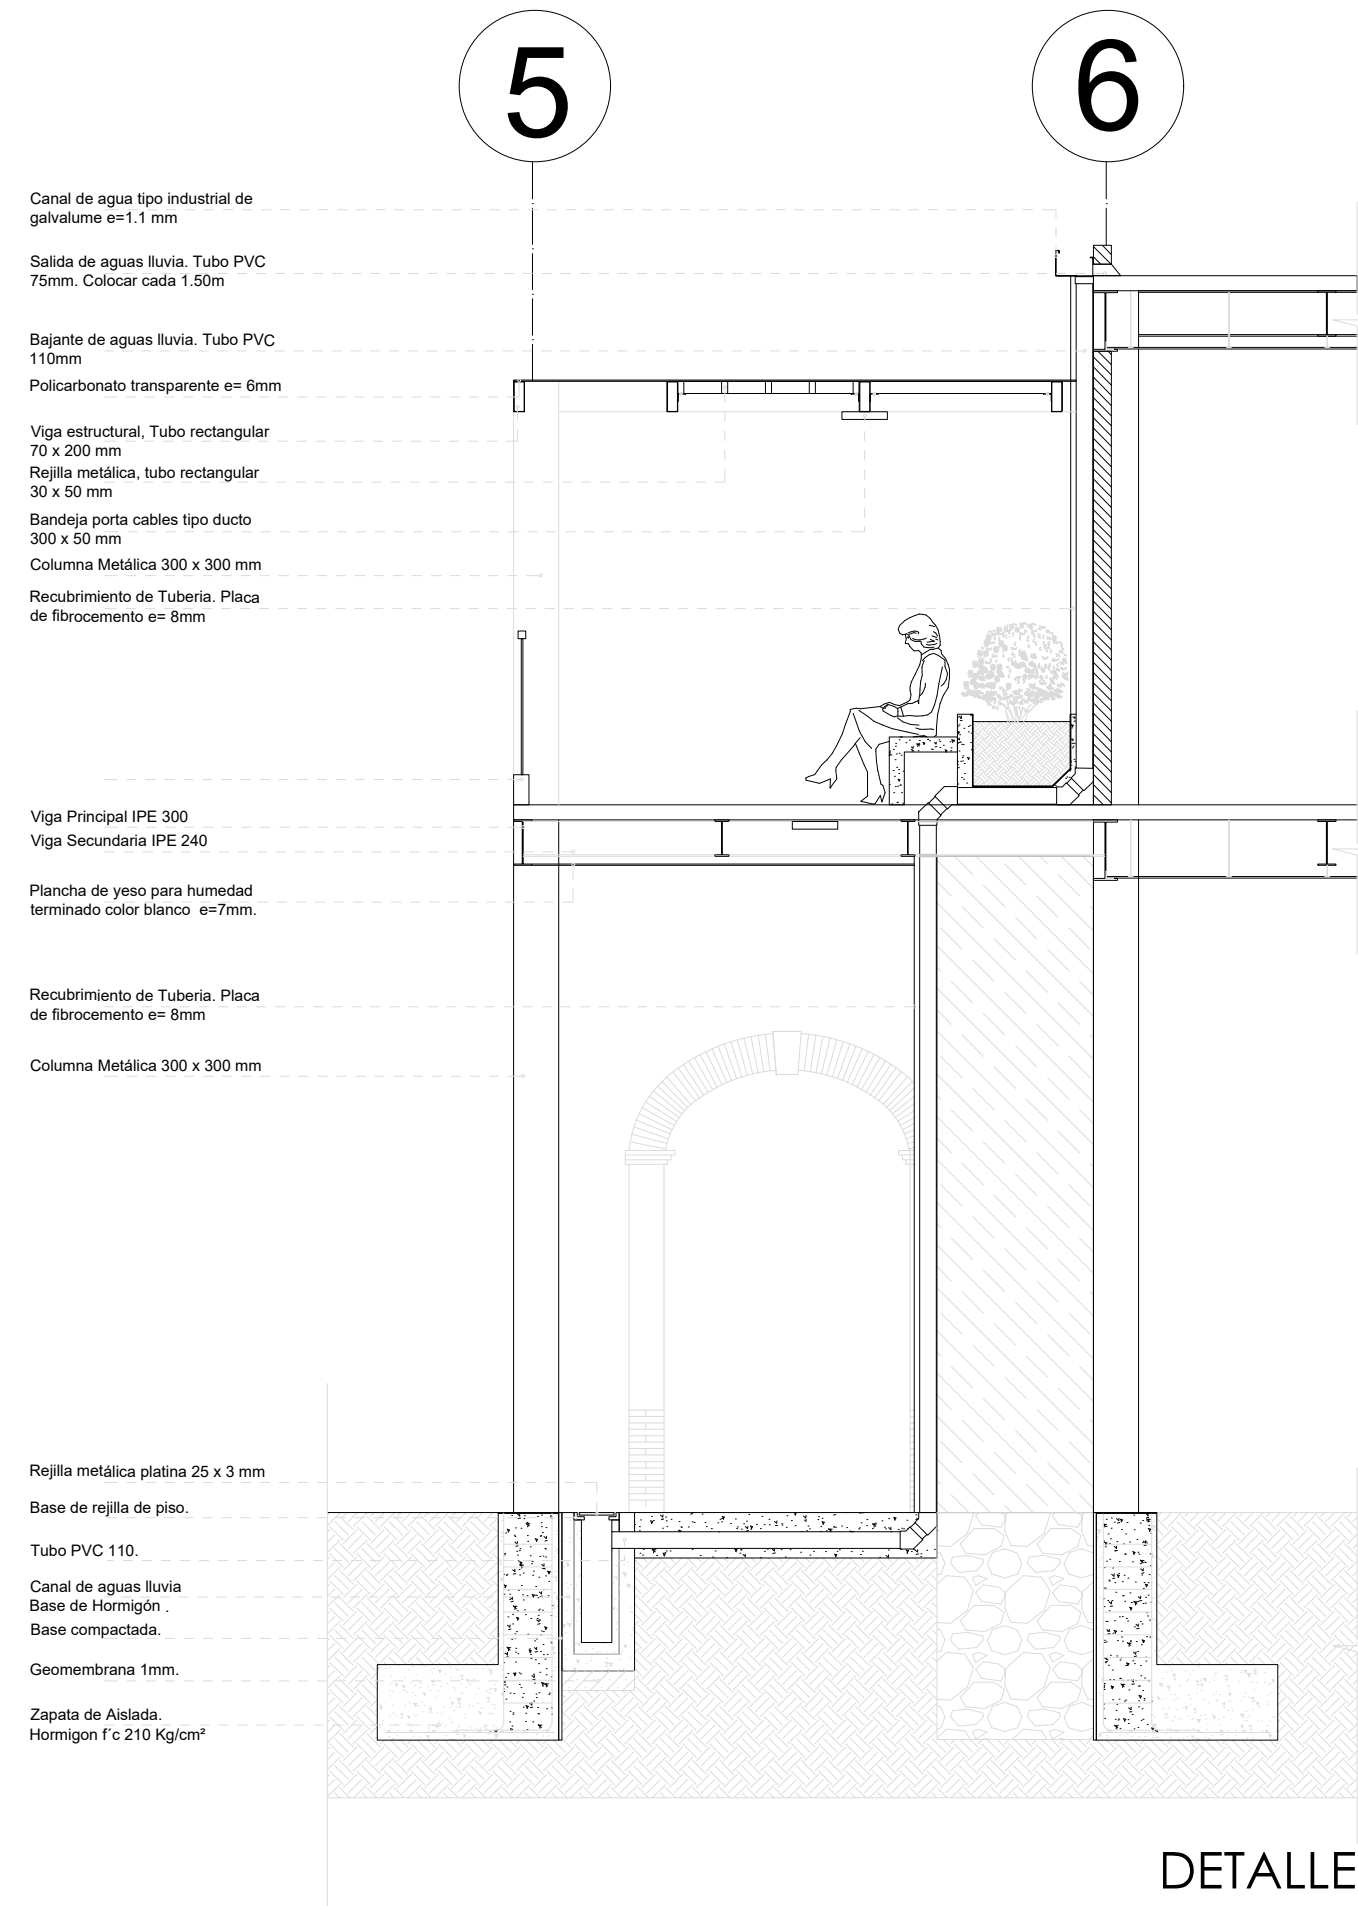 5
6
Canal de agua tipo industrial de
galvalume e=1.1 mm
Salida de aguas lluvia. Tubo PVC
75mm. Colocar cada 1.50m
Bajante de aguas lluvia. Tubo PVC
110mm
Policarbonato transparente e= 6mm
Viga estructural, Tubo rectangular
70 x 200 mm
Rejilla metálica, tubo rectangular
30 x 50 mm
Bandeja porta cables tipo ducto
300 x 50 mm
Columna Metálica 300 x 300 mm
Recubrimiento de Tuberia. Placa
de fibrocemento e= 8mm
Viga Principal IPE 300
Viga Secundaria IPE 240
Plancha de yeso para humedad
terminado color blanco e=7mm.
Recubrimiento de Tuberia. Placa
de fibrocemento e= 8mm
Columna Metálica 300 x 300 mm
Rejilla metálica platina 25 x 3 mm
Base de rejilla de piso.
Tubo PVC 110.
Canal de aguas lluvia
Base de Hormigón .
Base compactada.
Geomembrana 1mm.
Zapata de Aislada.
Hormigon f´c 210 Kg/cm²
DETALLE